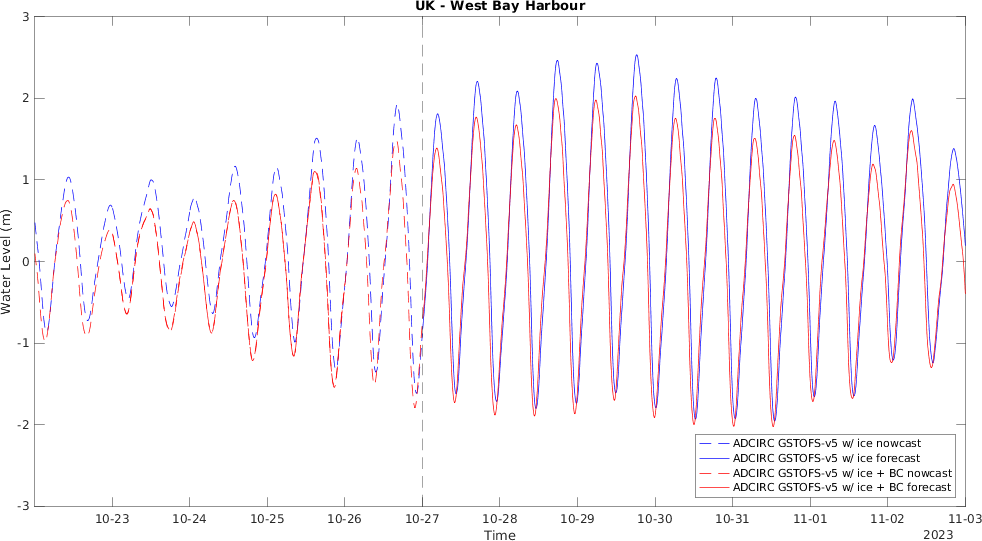 UK - West Bay Harbour
3
2
1
0
-1
-2
-3
Water Level (m)
ADCIRC GSTOFS-v5 w/ ice nowcast
ADCIRC GSTOFS-v5 w/ ice forecast
ADCIRC GSTOFS-v5 w/ ice + BC nowcast
ADCIRC GSTOFS-v5 w/ ice + BC forecast
10-23 10-24 10-25 10-26 10-27 10-28 10-29 10-30 10-31 11-01 11-02 11-03
Time
2023